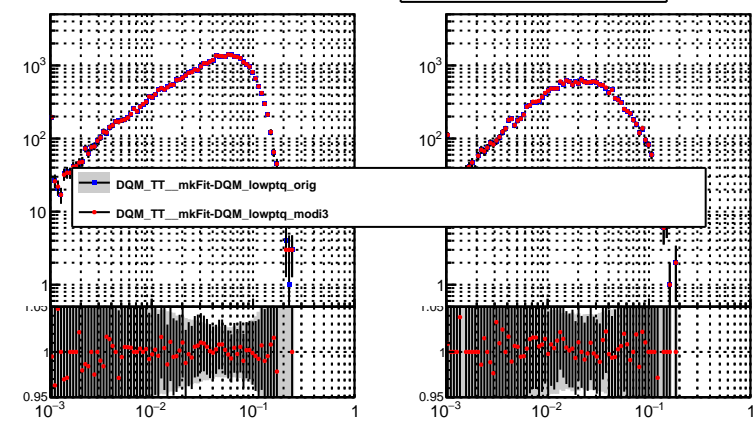 10³ 10³
10² 10²
DQM_TT__mkFit-DQM_lowptq_orig
10 DQM_TT__mkFit-DQM_lowptq_modi3
1 1
1.05 1.05
1 1
0.95 0.95
10⁻³ 10⁻² 10⁻¹ 1 10⁻³ 10⁻² 10⁻¹ 1